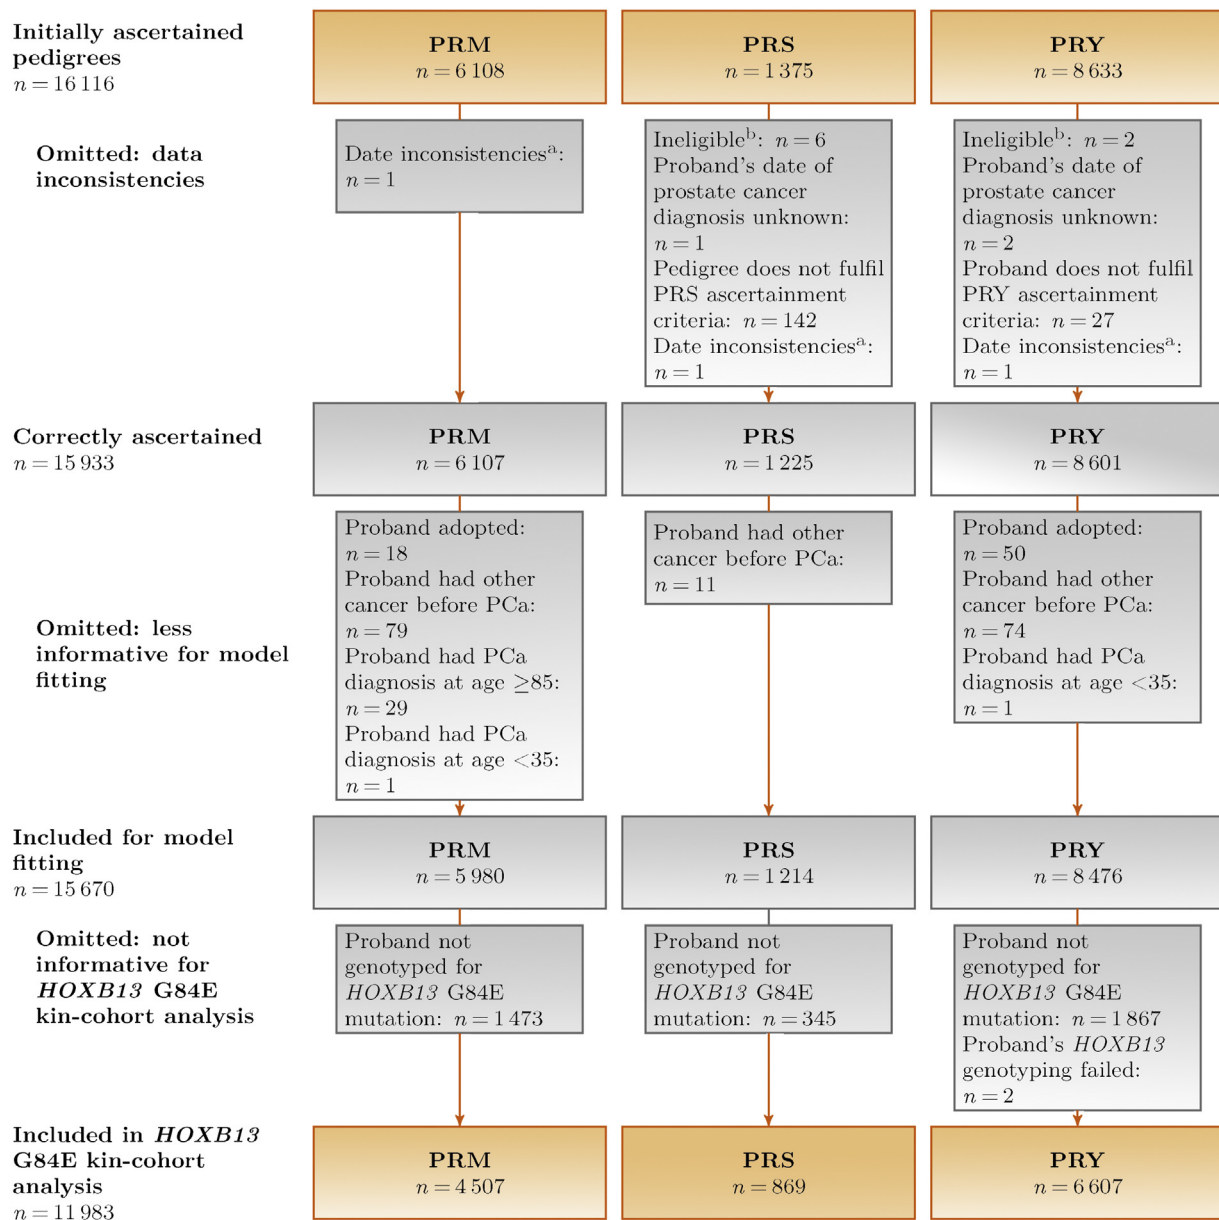 Initially ascertained
pedigrees
n = 16 116
PRM
n = 6 108
PRS
n = 1 375
PRY
n = 8 633
Omitted: data
inconsistencies
Date inconsistenciesᵃ:
n = 1
Ineligibleᵇ: n = 6
Proband's date of
prostate cancer
diagnosis unknown:
n = 1
Pedigree does not fulfil
PRS ascertainment
criteria: n = 142
Date inconsistenciesᵃ:
n = 1
Ineligibleᵇ: n = 2
Proband's date of
prostate cancer
diagnosis unknown:
n = 2
Proband does not fulfil
PRY ascertainment
criteria: n = 27
Date inconsistenciesᵃ:
n = 1
Correctly ascertained
n = 15 933
PRM
n = 6 107
PRS
n = 1 225
PRY
n = 8 601
Omitted: less
informative for model
fitting
Proband adopted:
n = 18
Proband had other
cancer before PCa:
n = 79
Proband had PCa
diagnosis at age ≥85:
n = 29
Proband had PCa
diagnosis at age <35:
n = 1
Proband had other
cancer before PCa:
n = 11
Proband adopted:
n = 50
Proband had other
cancer before PCa:
n = 74
Proband had PCa
diagnosis at age <35:
n = 1
Included for model
fitting
n = 15 670
PRM
n = 5 980
PRS
n = 1 214
PRY
n = 8 476
Omitted: not
informative for
HOXB13 G84E
kin-cohort analysis
Proband not
genotyped for
HOXB13 G84E
mutation: n = 1 473
Proband not
genotyped for
HOXB13 G84E
mutation: n = 345
Proband not
genotyped for
HOXB13 G84E
mutation: n = 1 867
Proband's HOXB13
genotyping failed:
n = 2
Included in HOXB13
G84E kin-cohort
analysis
n = 11 983
PRM
n = 4 507
PRS
n = 869
PRY
n = 6 607